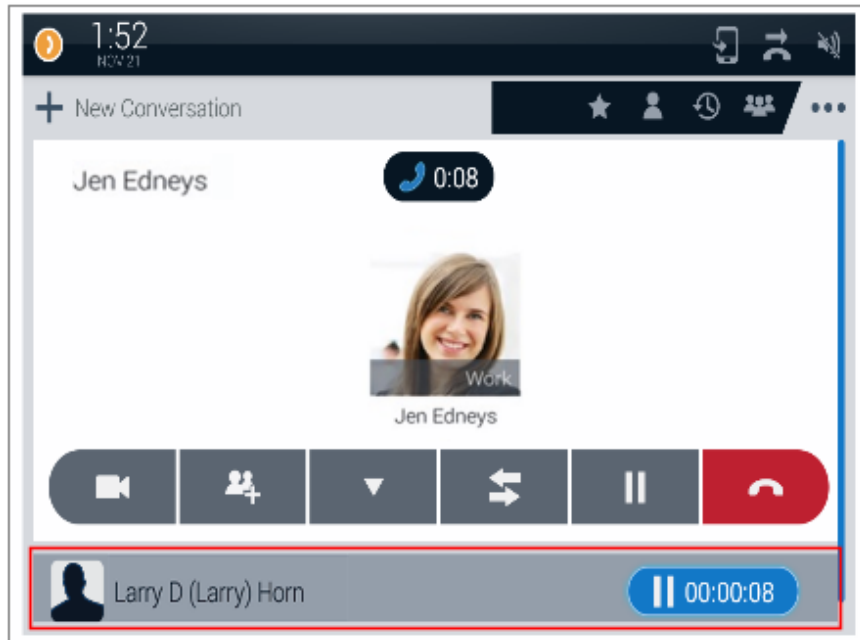 1:52
NOV 21
New Conversation
Jen Edneys
0:08
Work
Jen Edneys
Larry D (Larry) Horn
00:00:08